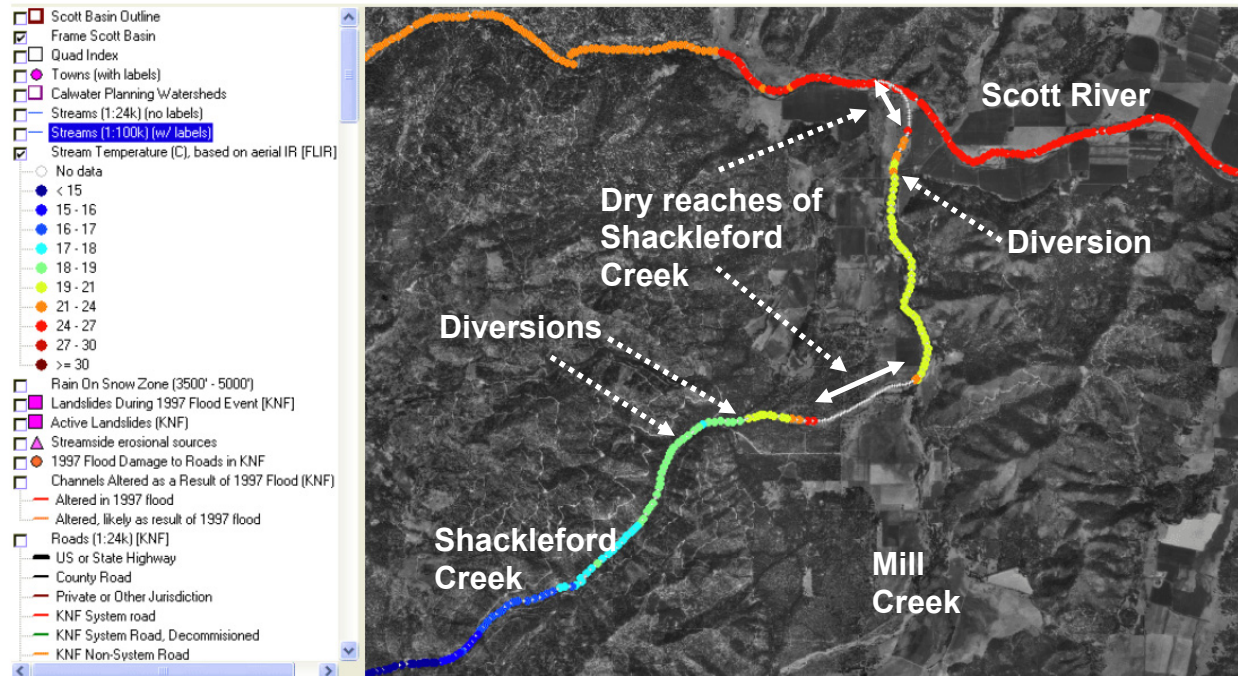 Scott Basin Outline
Frame Scott Basin
Quad Index
Towns (with labels)
Calwater Planning Watersheds
Streams (1:24k) (no labels)
Streams (1:100k) (w/ labels)
Stream Temperature (C), based on aerial IR [FLIR]
No data
< 15
15 - 16
16 - 17
17 - 18
18 - 19
19 - 21
21 - 24
24 - 27
27 - 30
>= 30
Rain On Snow Zone (3500' - 5000')
Landslides During 1997 Flood Event [KNF]
Active Landslides (KNF)
Streamside erosional sources
1997 Flood Damage to Roads in KNF
Channels Altered as a Result of 1997 Flood (KNF)
Altered in 1997 flood
Altered, likely as result of 1997 flood
Roads (1:24k) [KNF]
US or State Highway
County Road
Private or Other Jurisdiction
KNF System road
KNF System Road, Decommisioned
KNF Non-System Road
Scott River
Dry reaches of
Shackleford
Creek
Diversion
Diversions
Shackleford
Creek
Mill
Creek